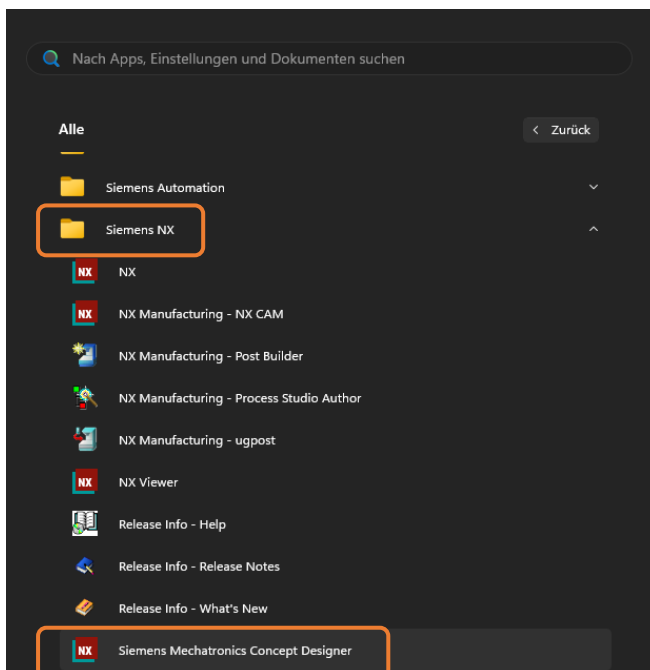 Nach Apps, Einstellungen und Dokumenten suchen
Alle
Zurück
Siemens Automation
Siemens NX
NX NX
NX NX Manufacturing - NX CAM
NX Manufacturing - Post Builder
NX Manufacturing - Process Studio Author
NX Manufacturing - ugpost
NX NX Viewer
Release Info - Help
Release Info - Release Notes
Release Info - What's New
NX Siemens Mechatronics Concept Designer